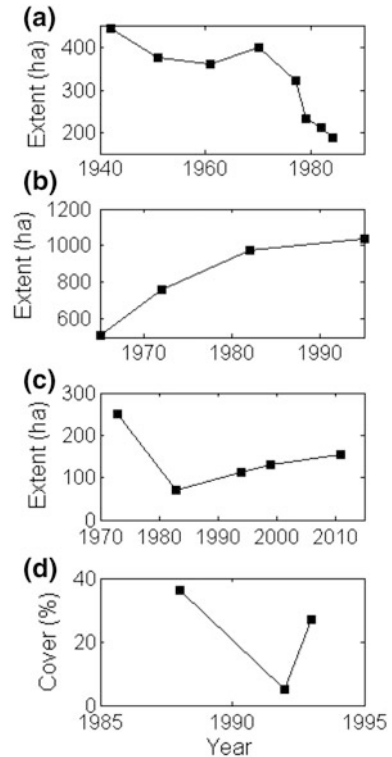 (a)
Extent (ha)
400
300
200
1940 1960 1980
(b)
Extent (ha)
1200
1000
800
600
1970 1980 1990
(c)
Extent (ha)
300
200
100
0
1970 1980 1990 2000 2010
(d)
Cover (%)
40
20
0
1985 1990 1995
Year